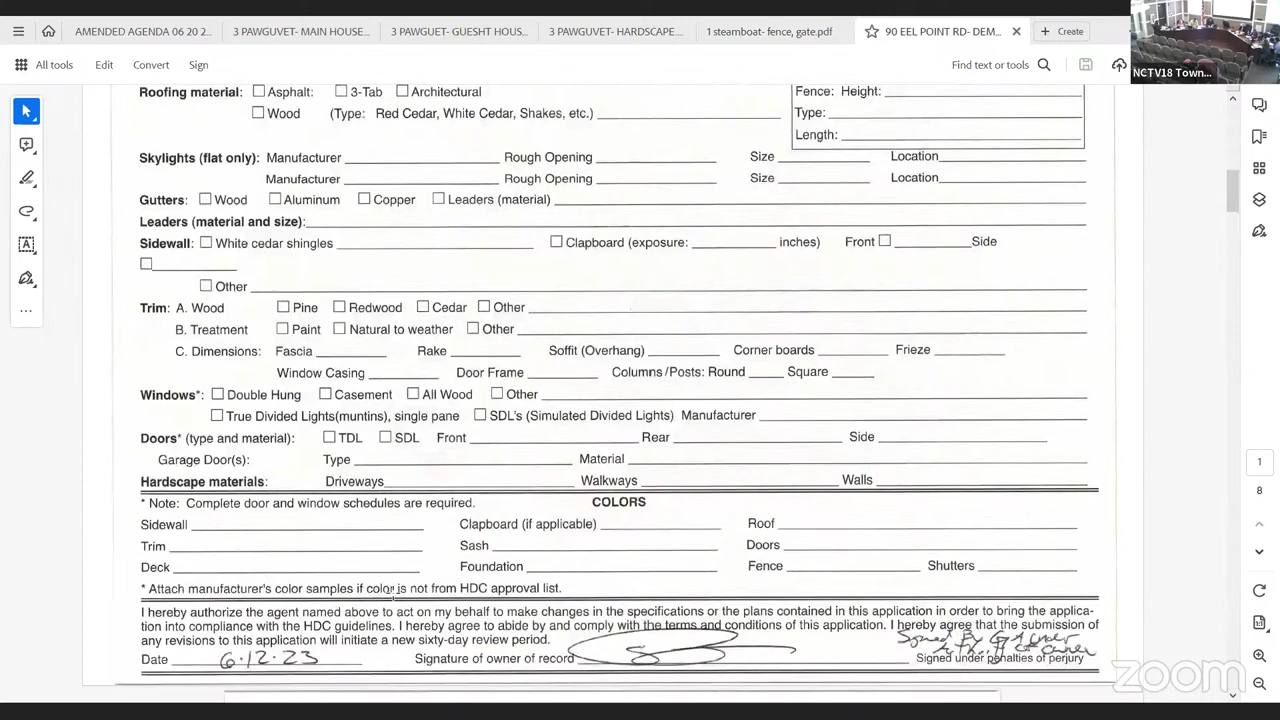 AMENDED AGENDA 06 20 2...
3 PAWGUVET- MAIN HOUSE...
3 PAWGUET- GUESHT HOUS...
3 PAWGUVET- HARDSCAPE...
1 steamboat- fence, gate.pdf
90 EEL POINT RD- DEM...
Create
NCTV18 Town...
All tools
Edit
Convert
Sign
Find text or tools
Roofing material: Asphalt: 3-Tab Architectural
Fence: Height:
Wood (Type: Red Cedar, White Cedar, Shakes, etc.)
Type:
Length:
Skylights (flat only): Manufacturer Rough Opening Size Location
Manufacturer Rough Opening Size Location
Gutters: Wood Aluminum Copper Leaders (material)
Leaders (material and size):
Sidewall: White cedar shingles Clapboard (exposure: inches) Front Side
Other
Trim: A. Wood Pine Redwood Cedar Other
B. Treatment Paint Natural to weather Other
C. Dimensions: Fascia Rake Soffit (Overhang) Corner boards Frieze
Window Casing Door Frame Columns/Posts: Round Square
Windows*: Double Hung Casement All Wood Other
True Divided Lights(muntins), single pane SDL's (Simulated Divided Lights) Manufacturer
Doors* (type and material): TDL SDL Front Rear Side
Garage Door(s): Type Material
Hardscape materials: Driveways Walkways Walls
* Note: Complete door and window schedules are required. COLORS
Sidewall Clapboard (if applicable) Roof
Trim Sash Doors
Deck Foundation Fence Shutters
* Attach manufacturer's color samples if color is not from HDC approval list.
I hereby authorize the agent named above to act on my behalf to make changes in the specifications or the plans contained in this application in order to bring the applica-
tion into compliance with the HDC guidelines. I hereby agree to abide by and comply with the terms and conditions of this application. I hereby agree that the submission of
any revisions to this application will initiate a new sixty-day review period.
Date 6·12·23 Signature of owner of record Signed under penalties of perjury
1
8
zoom